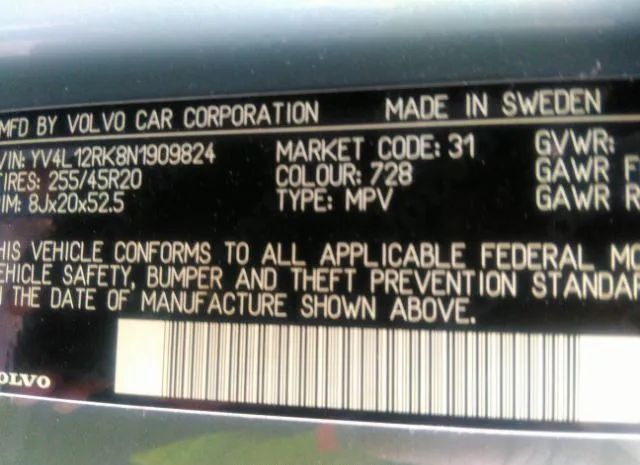 MFD BY VOLVO CAR CORPORATION MADE IN SWEDEN
VIN: YV4L12RK8N1909824 MARKET CODE: 31 GVWR:
TIRES: 255/45R20 COLOUR: 728 GAWR F
RIM: 8Jx20x52.5 TYPE: MPV GAWR R
HIS VEHICLE CONFORMS TO ALL APPLICABLE FEDERAL MO
EHICLE SAFETY, BUMPER AND THEFT PREVENTION STANDAR
N THE DATE OF MANUFACTURE SHOWN ABOVE.
VOLVO